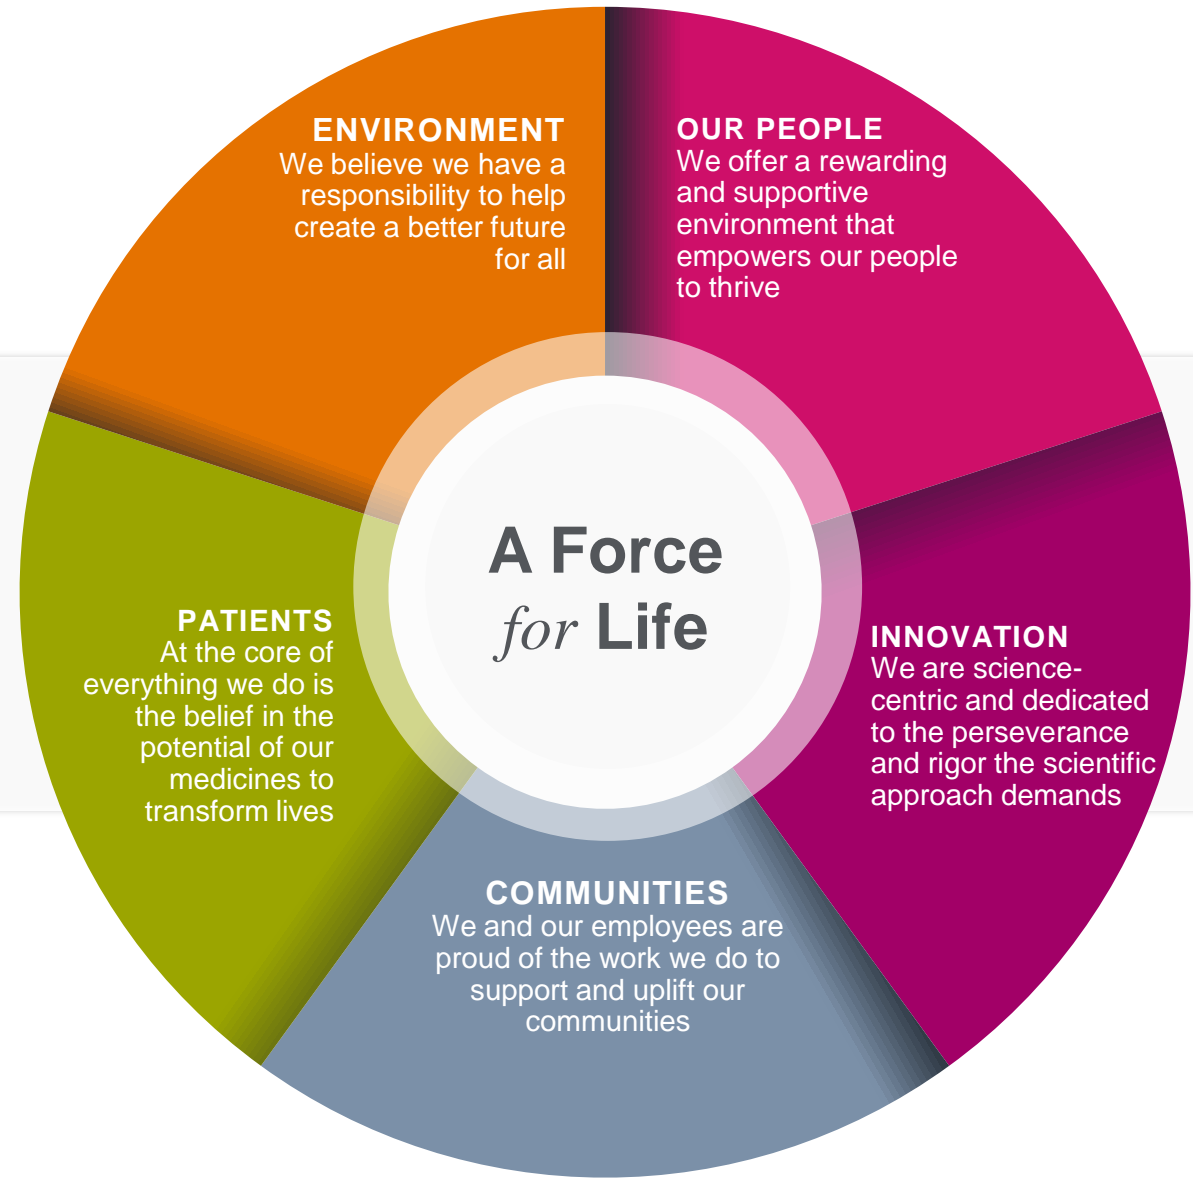 ENVIRONMENT
We believe we have a
responsibility to help
create a better future
for all
OUR PEOPLE
We offer a rewarding
and supportive
environment that
empowers our people
to thrive
A Force
for Life
PATIENTS
At the core of
everything we do is
the belief in the
potential of our
medicines to
transform lives
INNOVATION
We are science-
centric and dedicated
to the perseverance
and rigor the scientific
approach demands
COMMUNITIES
We and our employees are
proud of the work we do to
support and uplift our
communities